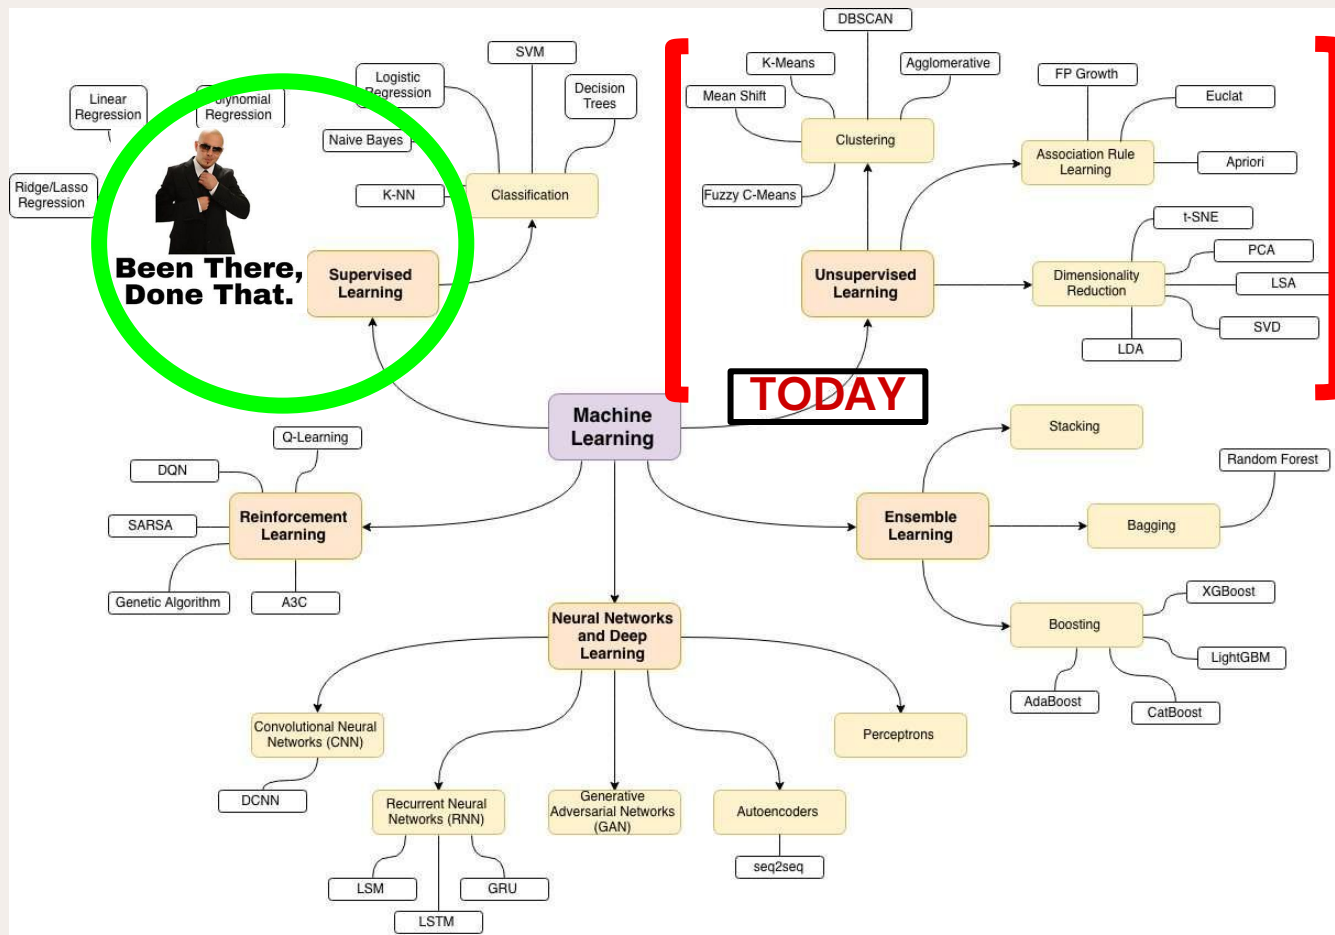 DBSCAN
SVM
K-Means
Agglomerative
Logistic
Regression
Decision
Trees
FP Growth
Mean Shift
Euclat
Linear
Regression
Polynomial
Regression
Clustering
Naive Bayes
Association Rule
Learning
Apriori
Ridge/Lasso
Regression
K-NN
Classification
Fuzzy C-Means
t-SNE
PCA
Been There,
Done That.
Supervised
Learning
Unsupervised
Learning
Dimensionality
Reduction
LSA
SVD
LDA
TODAY
Machine
Learning
Stacking
Q-Learning
DQN
Random Forest
SARSA
Reinforcement
Learning
Ensemble
Learning
Bagging
Genetic Algorithm
A3C
XGBoost
Neural Networks
and Deep
Learning
Boosting
LightGBM
AdaBoost
CatBoost
Convolutional Neural
Networks (CNN)
Perceptrons
DCNN
Recurrent Neural
Networks (RNN)
Generative
Adversarial Networks
(GAN)
Autoencoders
seq2seq
LSM
GRU
LSTM